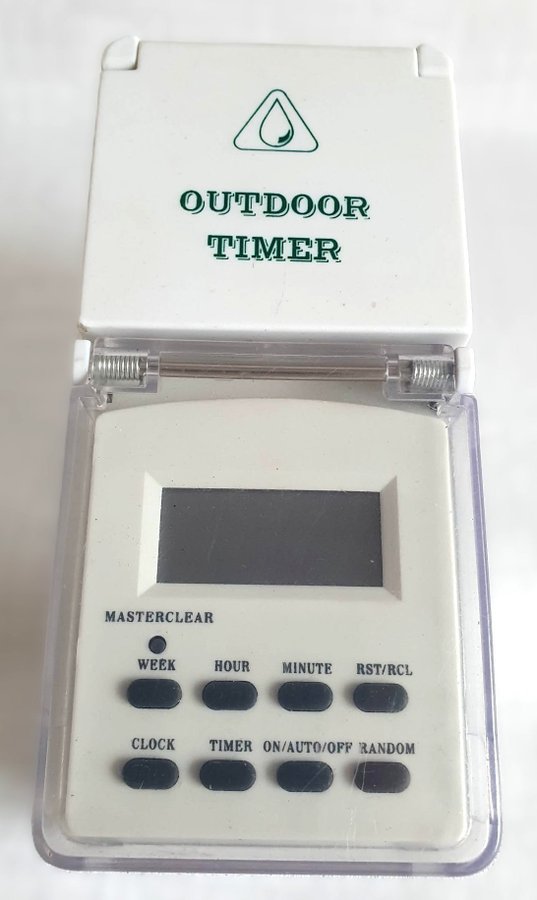 OUTDOOR
TIMER
MASTERCLEAR
WEEK HOUR MINUTE RST/RCL
CLOCK TIMER ON/AUTO/OFF RANDOM